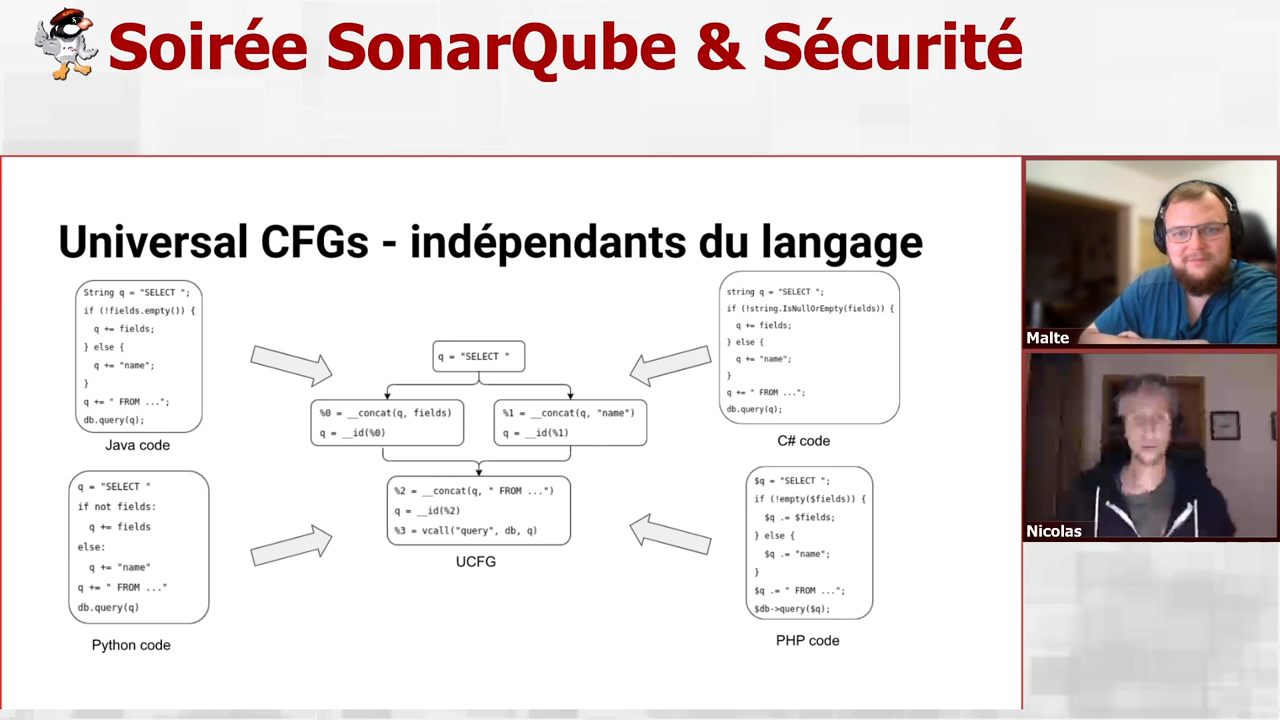 Soirée SonarQube & Sécurité
Universal CFGs - indépendants du langage
String q = "SELECT ";
if (!fields.empty()) {
q += fields;
} else {
q += "name";
}
q += " FROM ...";
db.query(q);
Java code
q = "SELECT "
if not fields:
q += fields
else:
q += "name"
q += " FROM ..."
db.query(q)
Python code
q = "SELECT "
%0 = __concat(q, fields)
q = __id(%0)
%1 = __concat(q, "name")
q = __id(%1)
%2 = __concat(q, " FROM ...")
q = __id(%2)
%3 = vcall("query", db, q)
UCFG
string q = "SELECT ";
if (!string.IsNullOrEmpty(fields)) {
q += fields;
} else {
q += "name";
}
q += " FROM ...";
db.query(q);
C# code
$q = "SELECT ";
if (!empty($fields)) {
$q .= $fields;
} else {
$q .= "name";
}
$q .= " FROM ...";
$db->query($q);
PHP code
Malte
Nicolas